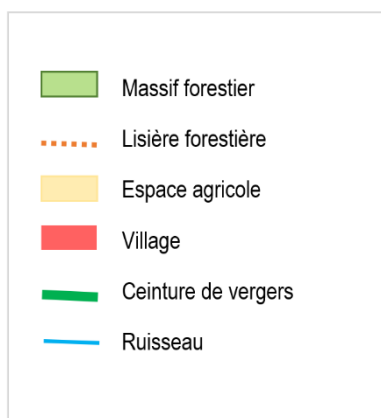 Massif forestier
Lisière forestière
Espace agricole
Village
Ceinture de vergers
Ruisseau